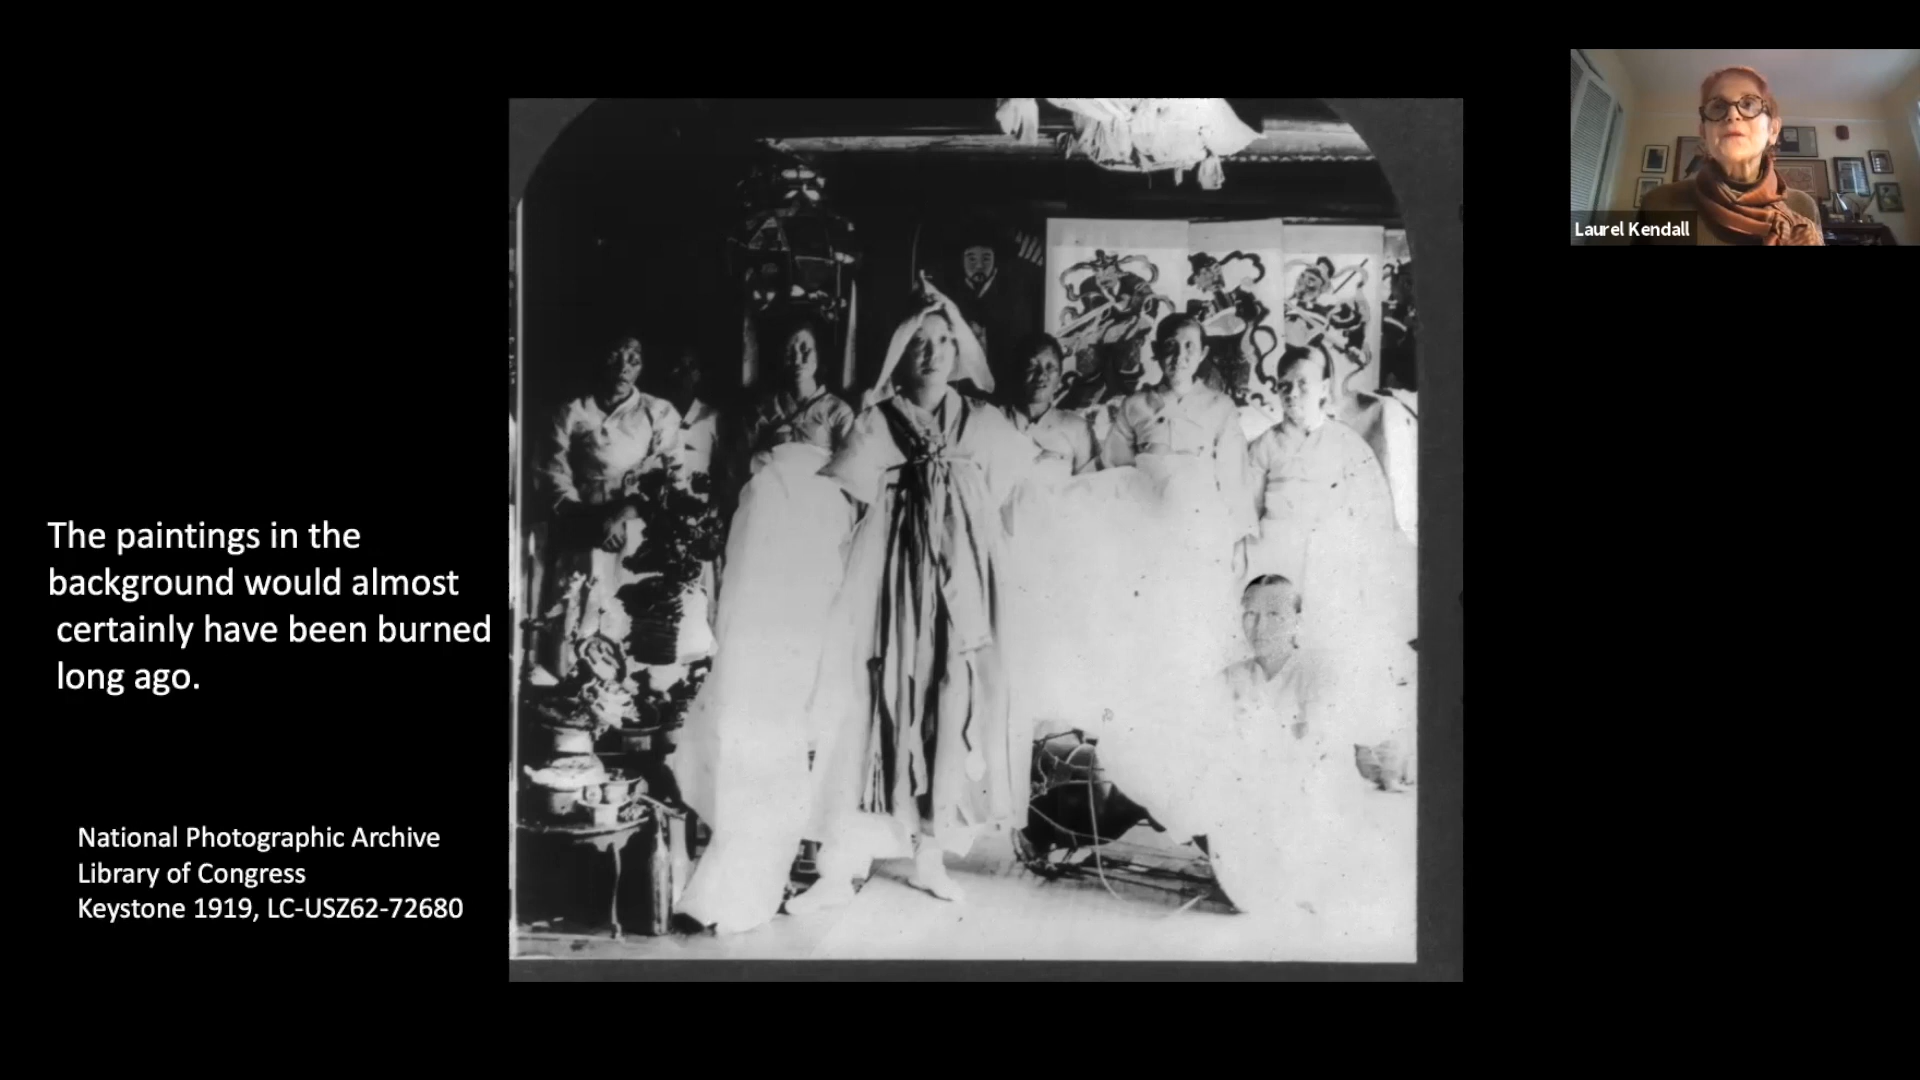 The paintings in the
background would almost
certainly have been burned
long ago.
National Photographic Archive
Library of Congress
Keystone 1919, LC-USZ62-72680
Laurel Kendall